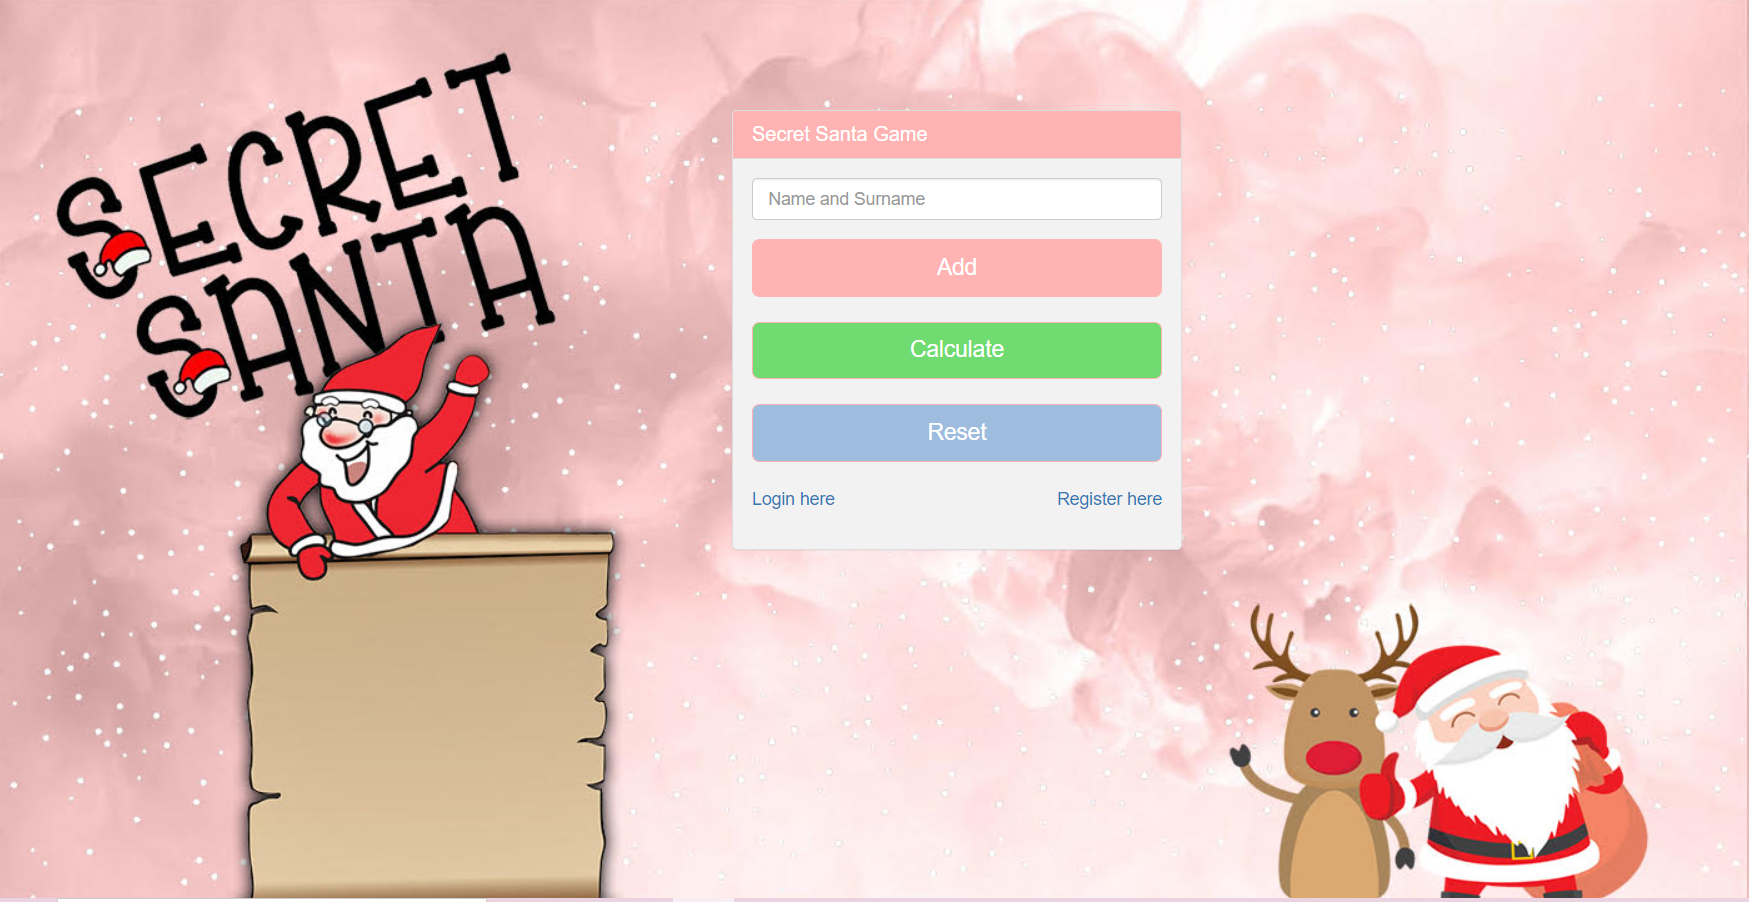 SECRET
SANTA
Secret Santa Game
Name and Surname
Add
Calculate
Reset
Login here
Register here